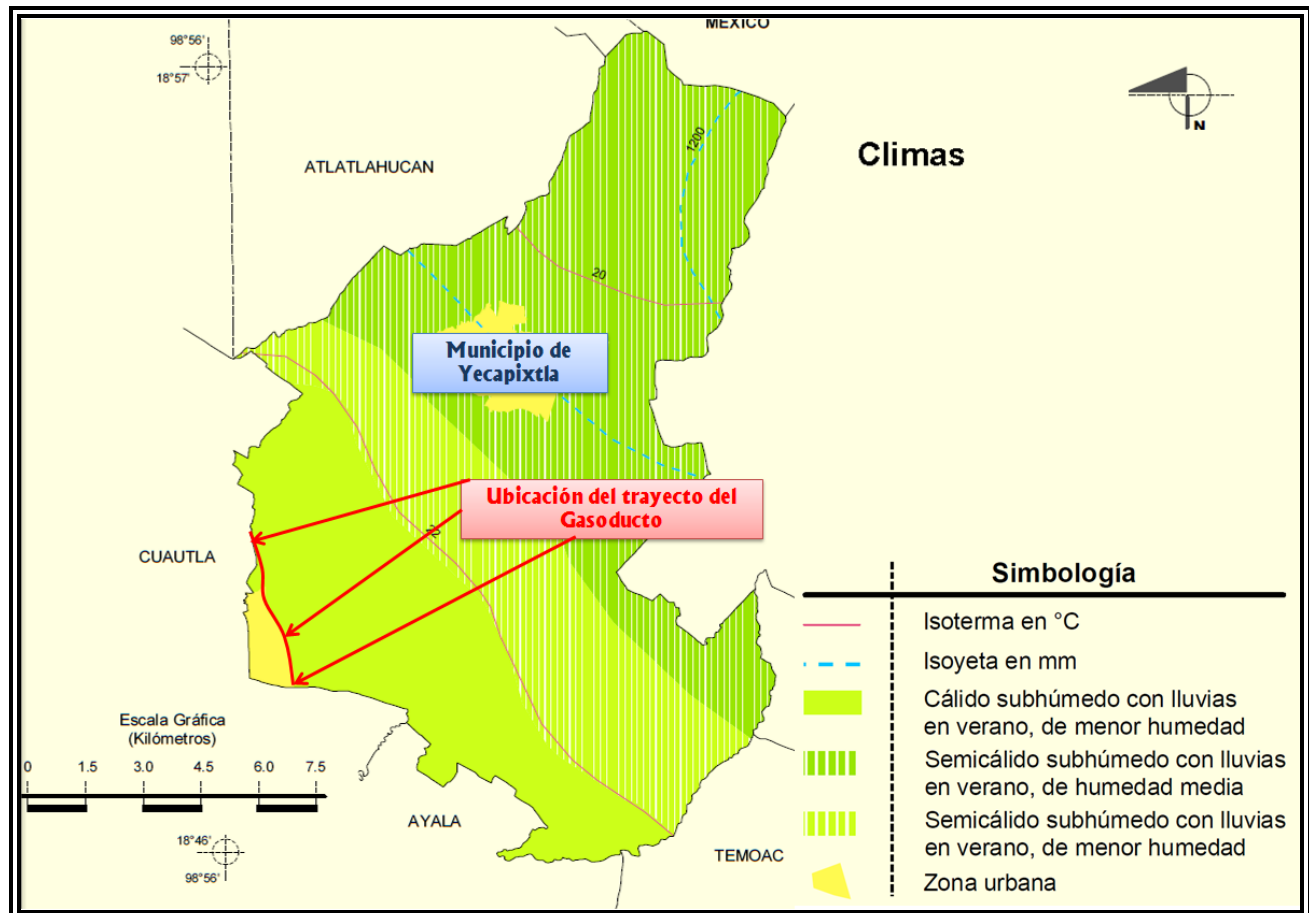 MEXICO
98°56'
18°57'
N
Climas
1200
ATLATLAHUCAN
20
Municipio de
Yecapixtla
Ubicación del trayecto del
Gasoducto
22
CUAUTLA
Simbología
Isoterma en °C
Isoyeta en mm
Cálido subhúmedo con lluvias
en verano, de menor humedad
Semicálido subhúmedo con lluvias
en verano, de humedad media
Semicálido subhúmedo con lluvias
en verano, de menor humedad
Zona urbana
Escala Gráfica
(Kilómetros)
0 1.5 3.0 4.5 6.0 7.5
AYALA
18°46'
98°56'
TEMOAC